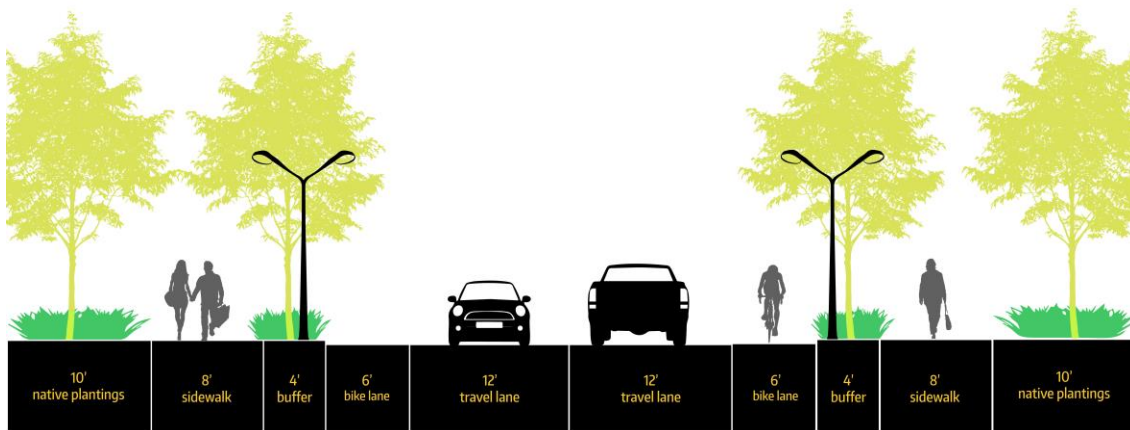 10'
native plantings
8'
sidewalk
4'
buffer
6'
bike lane
12'
travel lane
12'
travel lane
6'
bike lane
4'
buffer
8'
sidewalk
10'
native plantings